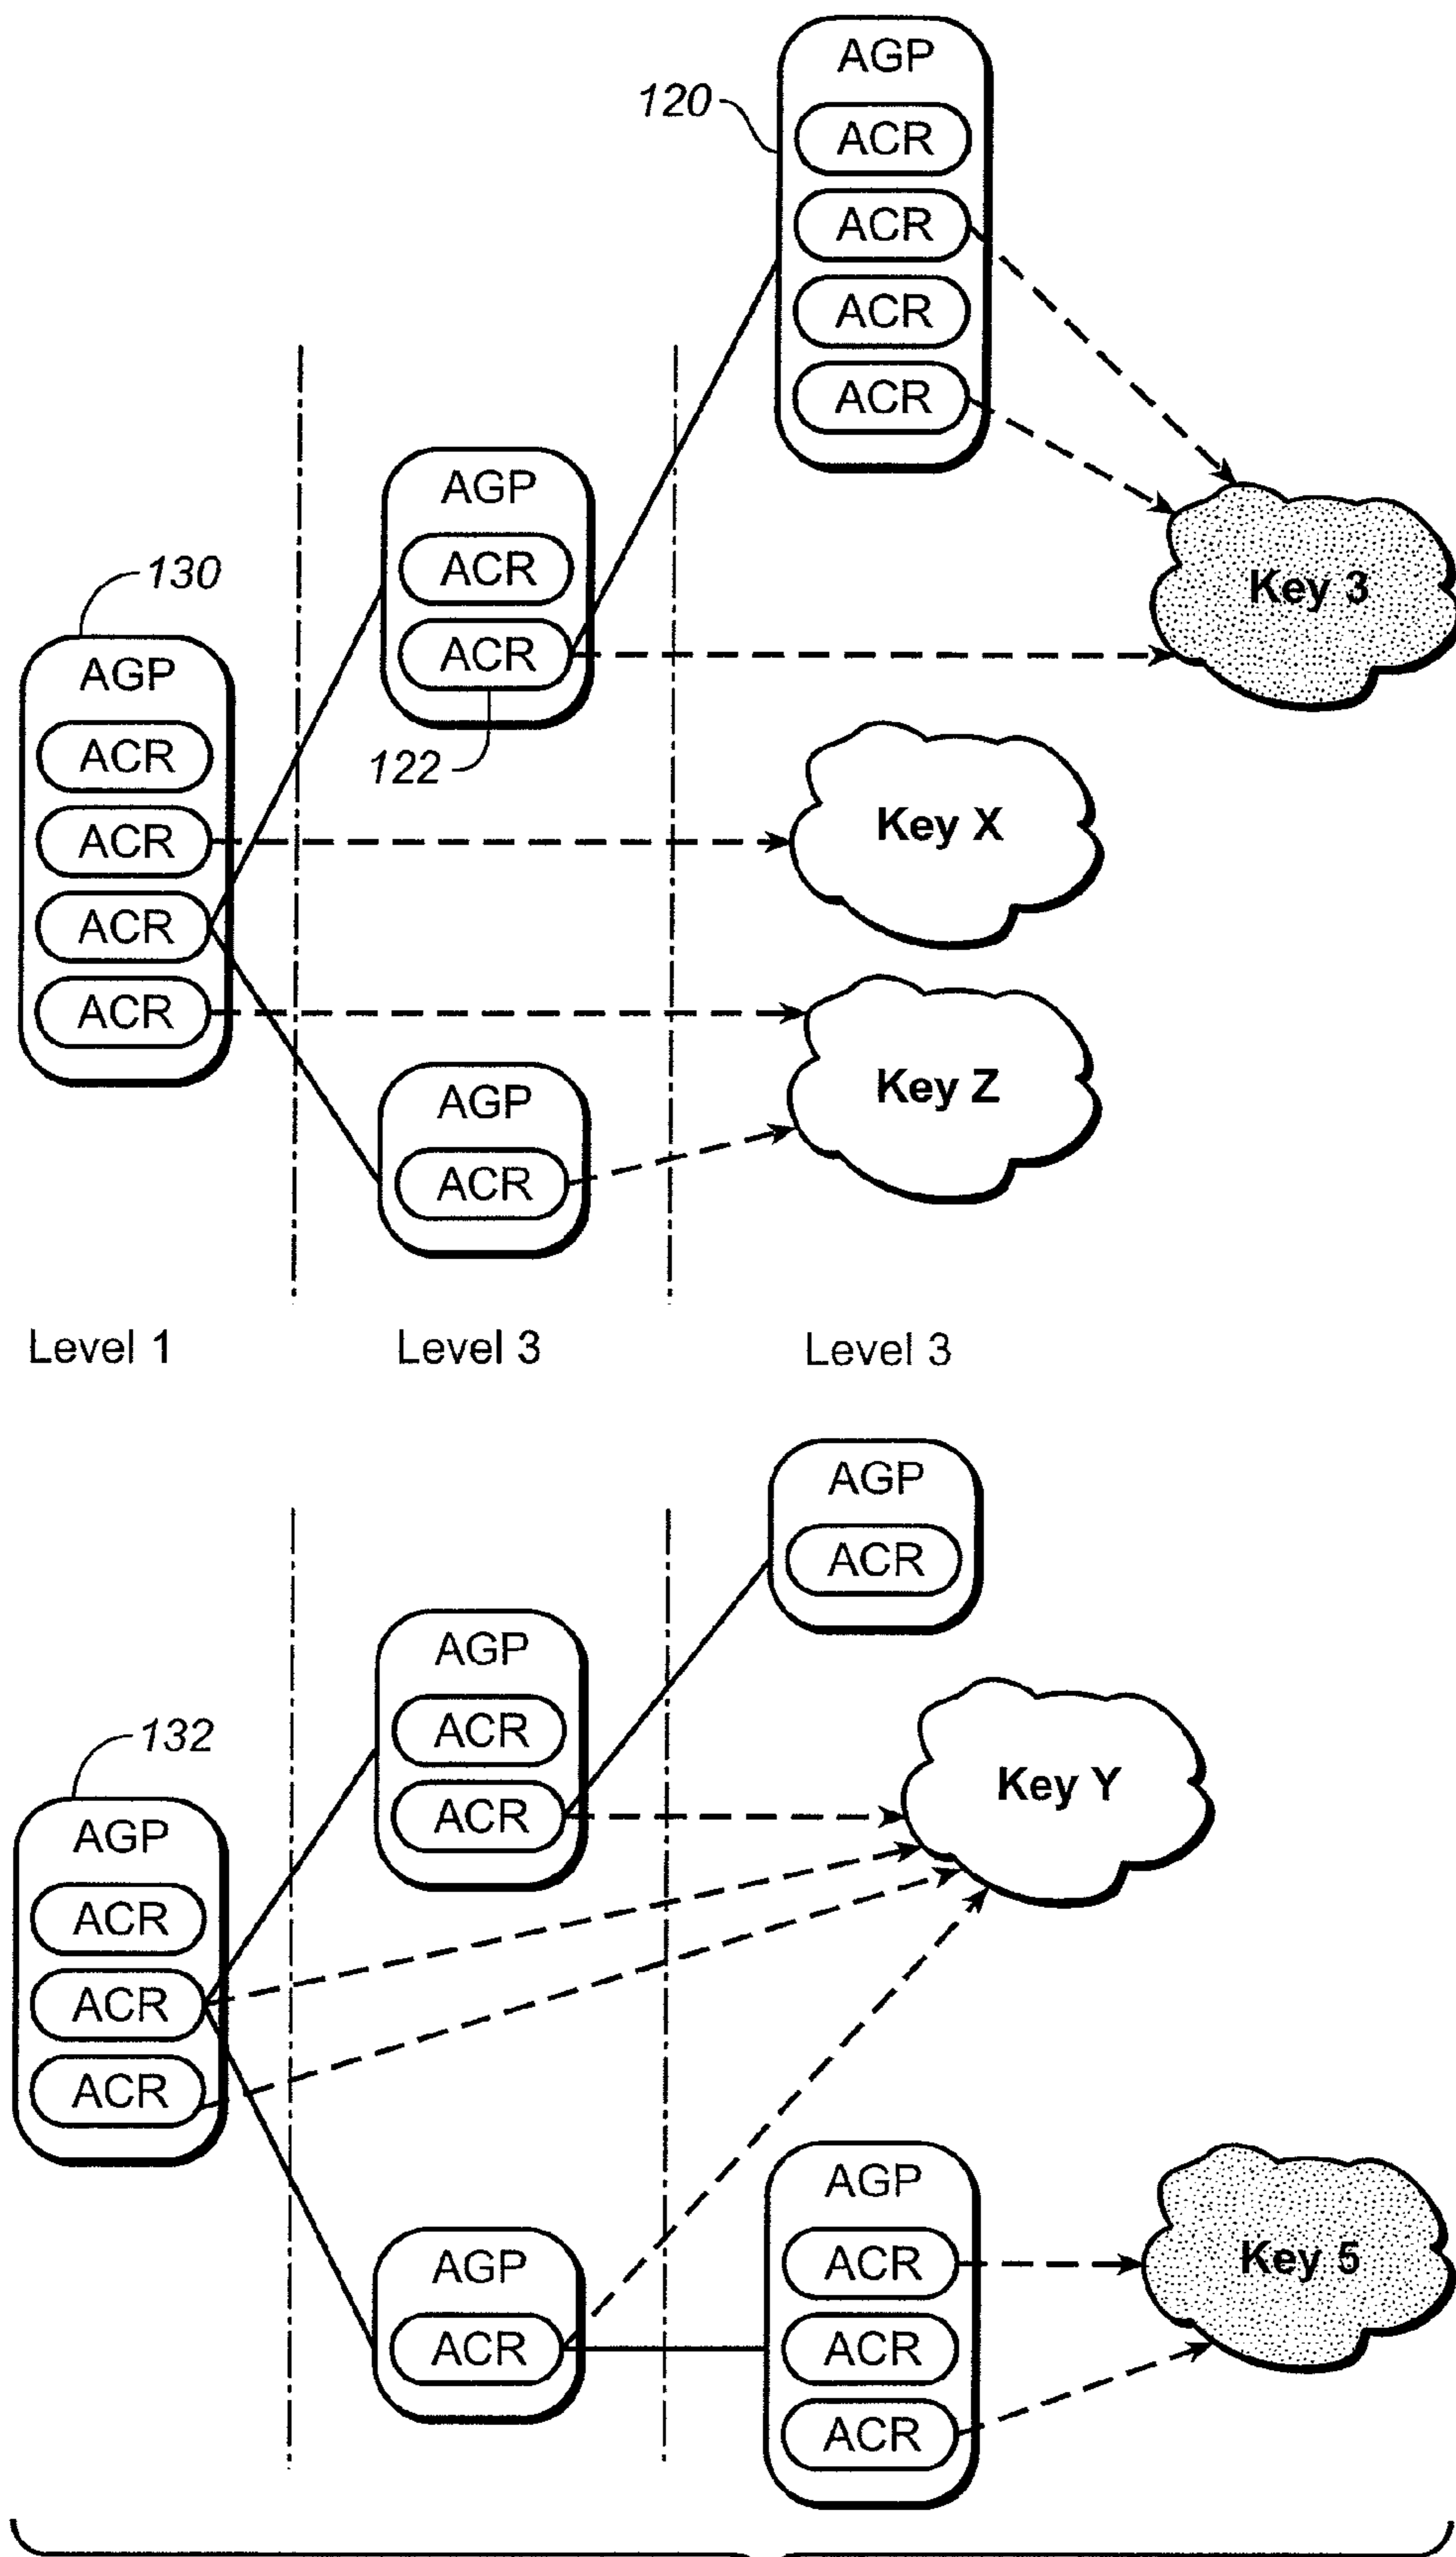 AGP
120
ACR
ACR
ACR
ACR
AGP
ACR
ACR
122
Key 3
130
AGP
ACR
ACR
ACR
ACR
Key X
Key Z
AGP
ACR
Level 1
Level 3
Level 3
AGP
ACR
AGP
ACR
ACR
Key Y
132
AGP
ACR
ACR
ACR
AGP
ACR
AGP
ACR
ACR
ACR
Key 5